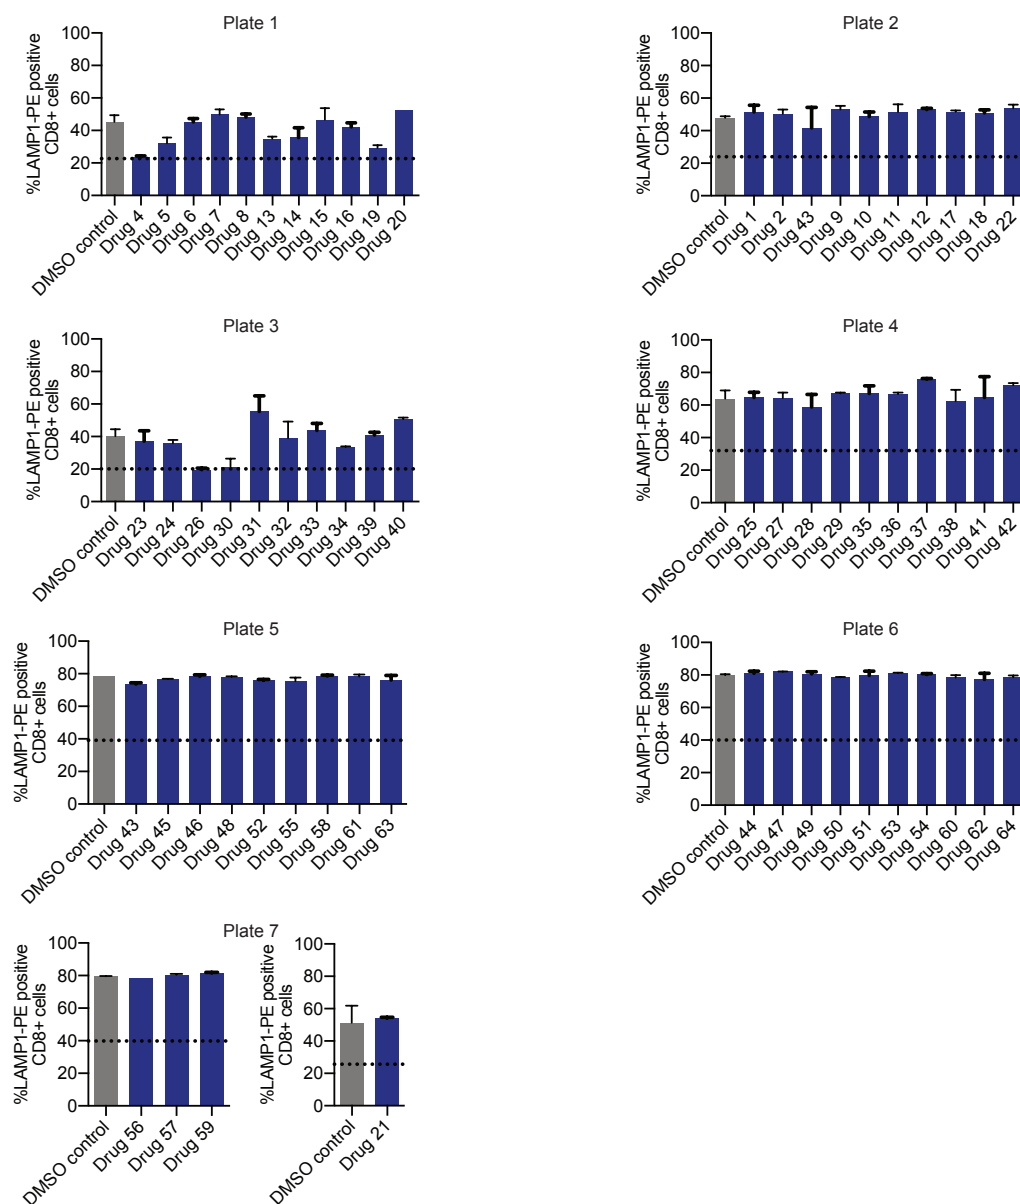 Plate 1
%LAMP1-PE positive
CD8+ cells
100
80
60
40
20
0
DMSO control
Drug 4
Drug 5
Drug 6
Drug 7
Drug 8
Drug 13
Drug 14
Drug 15
Drug 16
Drug 19
Drug 20
Plate 2
%LAMP1-PE positive
CD8+ cells
100
80
60
40
20
0
DMSO control
Drug 1
Drug 2
Drug 43
Drug 9
Drug 10
Drug 11
Drug 12
Drug 17
Drug 18
Drug 22
Plate 3
%LAMP1-PE positive
CD8+ cells
100
80
60
40
20
0
DMSO control
Drug 23
Drug 24
Drug 26
Drug 30
Drug 31
Drug 32
Drug 33
Drug 34
Drug 39
Drug 40
Plate 4
%LAMP1-PE positive
CD8+ cells
100
80
60
40
20
0
DMSO control
Drug 25
Drug 27
Drug 28
Drug 29
Drug 35
Drug 36
Drug 37
Drug 38
Drug 41
Drug 42
Plate 5
%LAMP1-PE positive
CD8+ cells
100
80
60
40
20
0
DMSO control
Drug 43
Drug 45
Drug 46
Drug 48
Drug 52
Drug 55
Drug 58
Drug 61
Drug 63
Plate 6
%LAMP1-PE positive
CD8+ cells
100
80
60
40
20
0
DMSO control
Drug 44
Drug 47
Drug 49
Drug 50
Drug 51
Drug 53
Drug 54
Drug 60
Drug 62
Drug 64
Plate 7
%LAMP1-PE positive
CD8+ cells
100
80
60
40
20
0
DMSO control
Drug 56
Drug 57
Drug 59
%LAMP1-PE positive
CD8+ cells
100
80
60
40
20
0
DMSO control
Drug 21